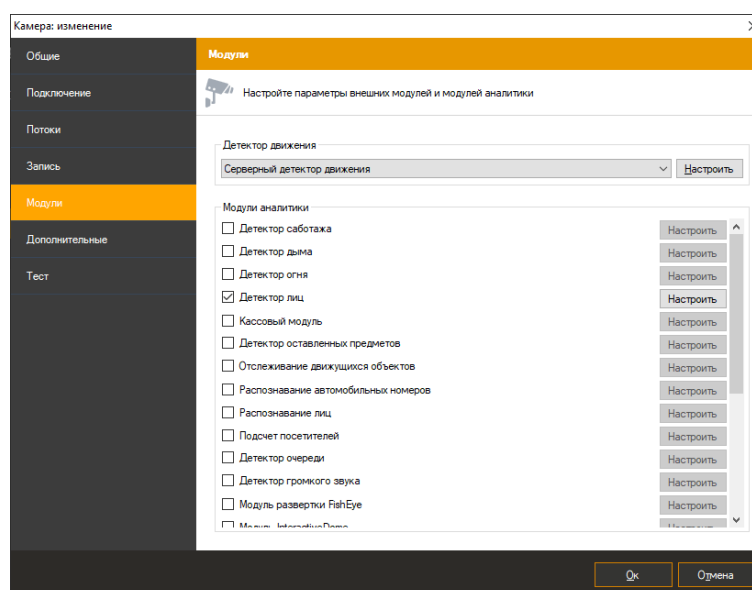 Камера: изменение
Общие
Подключение
Потоки
Запись
Модули
Дополнительные
Тест
Модули
Настройте параметры внешних модулей и модулей аналитики
Детектор движения
Серверный детектор движения Настроить
Модули аналитики
Детектор саботажа Настроить
Детектор дыма Настроить
Детектор огня Настроить
Детектор лиц Настроить
Кассовый модуль Настроить
Детектор оставленных предметов Настроить
Отслеживание движущихся объектов Настроить
Распознавание автомобильных номеров Настроить
Распознавание лиц Настроить
Подсчет посетителей Настроить
Детектор очереди Настроить
Детектор громкого звука Настроить
Модуль развертки FishEye Настроить
Модуль InteractiveDome Настроить
Ок Отмена